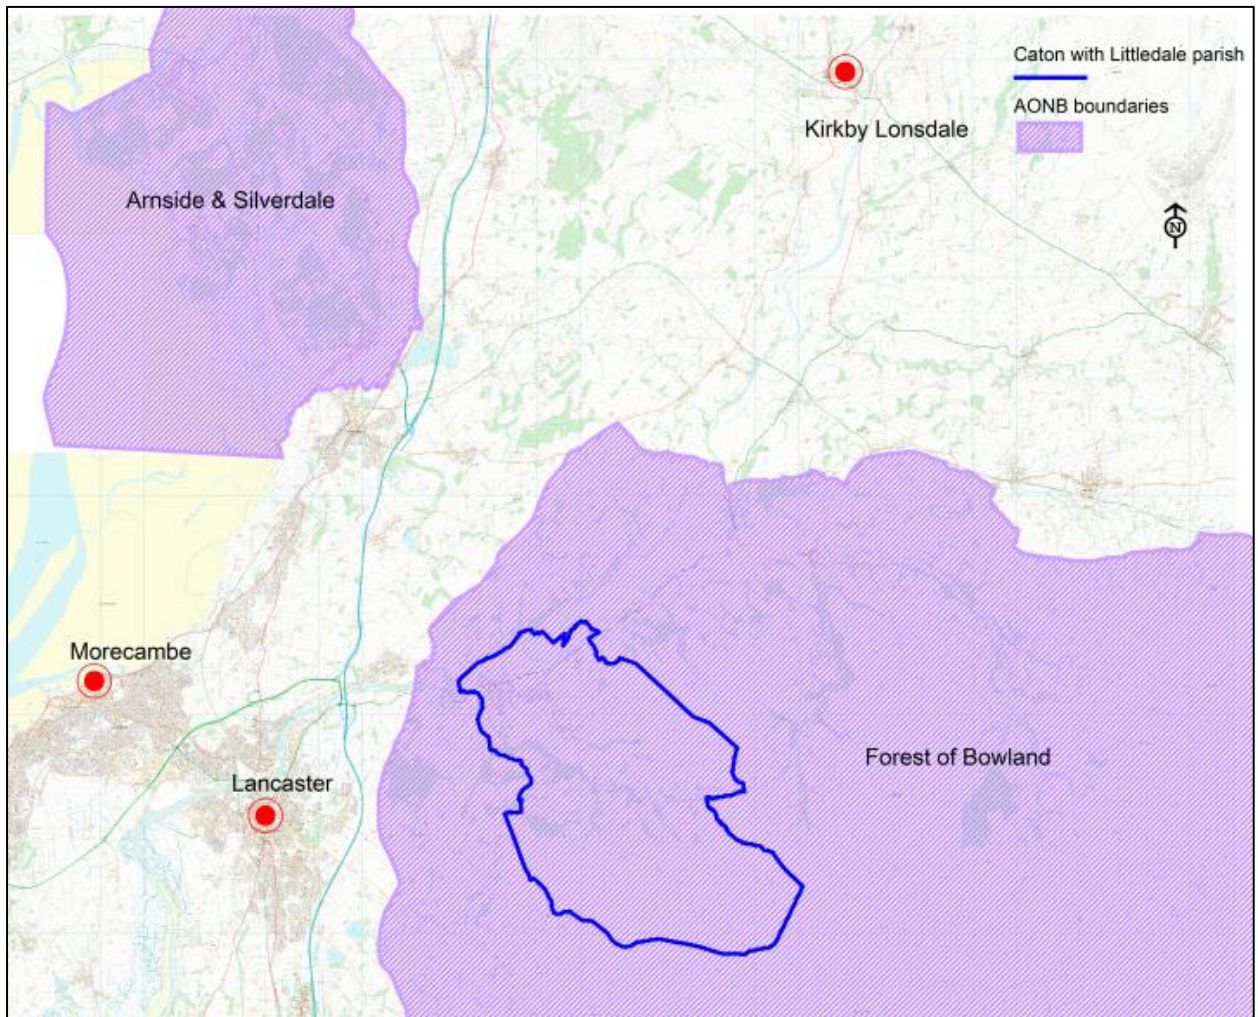 Caton with Littledale parish
AONB boundaries
Kirkby Lonsdale
Arnside & Silverdale
N
Morecambe
Lancaster
Forest of Bowland